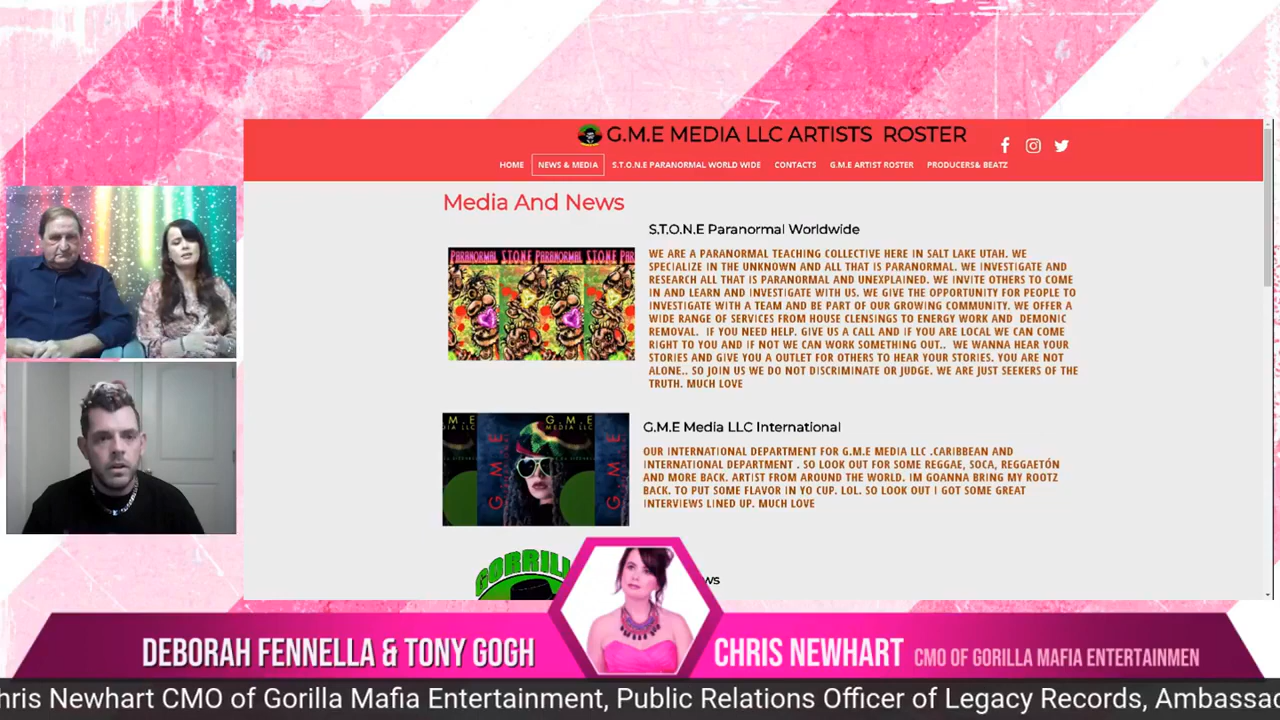 G.M.E MEDIA LLC ARTISTS ROSTER
HOME NEWS & MEDIA S.T.O.N.E PARANORMAL WORLD WIDE CONTACTS G.M.E ARTIST ROSTER PRODUCERS& BEATZ
Media And News
S.T.O.N.E Paranormal Worldwide
PARANORMAL S.T.O.N.E PARANORMAL S.T.O.N.E PARANORMAL
WE ARE A PARANORMAL TEACHING COLLECTIVE HERE IN SALT LAKE UTAH. WE
SPECIALIZE IN THE UNKNOWN AND ALL THAT IS PARANORMAL. WE INVESTIGATE AND
RESEARCH ALL THAT IS PARANORMAL AND UNEXPLAINED. WE INVITE OTHERS TO COME
IN AND LEARN AND INVESTIGATE WITH US. WE GIVE THE OPPORTUNITY FOR PEOPLE TO
INVESTIGATE WITH A TEAM AND BE PART OF OUR GROWING COMMUNITY. WE OFFER A
WIDE RANGE OF SERVICES FROM HOUSE CLENSINGS TO ENERGY WORK AND DEMONIC
REMOVAL. IF YOU NEED HELP. GIVE US A CALL AND IF YOU ARE LOCAL WE CAN COME
RIGHT TO YOU AND IF NOT WE CAN WORK SOMETHING OUT.. WE WANNA HEAR YOUR
STORIES AND GIVE YOU A OUTLET FOR OTHERS TO HEAR YOUR STORIES. YOU ARE NOT
ALONE.. SO JOIN US WE DO NOT DISCRIMINATE OR JUDGE. WE ARE JUST SEEKERS OF THE
TRUTH. MUCH LOVE
G.M.E Media LLC International
M.E G.M.E
DIA LLC MEDIA LLC
G.M.E G.M.E
OUR INTERNATIONAL DEPARTMENT FOR G.M.E MEDIA LLC .CARIBBEAN AND
INTERNATIONAL DEPARTMENT . SO LOOK OUT FOR SOME REGGAE, SOCA, REGGAETÓN
AND MORE BACK. ARTIST FROM AROUND THE WORLD. IM GOANNA BRING MY ROOTZ
BACK. TO PUT SOME FLAVOR IN YO CUP. LOL. SO LOOK OUT I GOT SOME GREAT
INTERVIEWS LINED UP. MUCH LOVE
GORRILL
ws
DEBORAH FENNELLA & TONY GOGH
CHRIS NEWHART CMO OF GORILLA MAFIA ENTERTAINMEN
hris Newhart CMO of Gorilla Mafia Entertainment, Public Relations Officer of Legacy Records, Ambassac